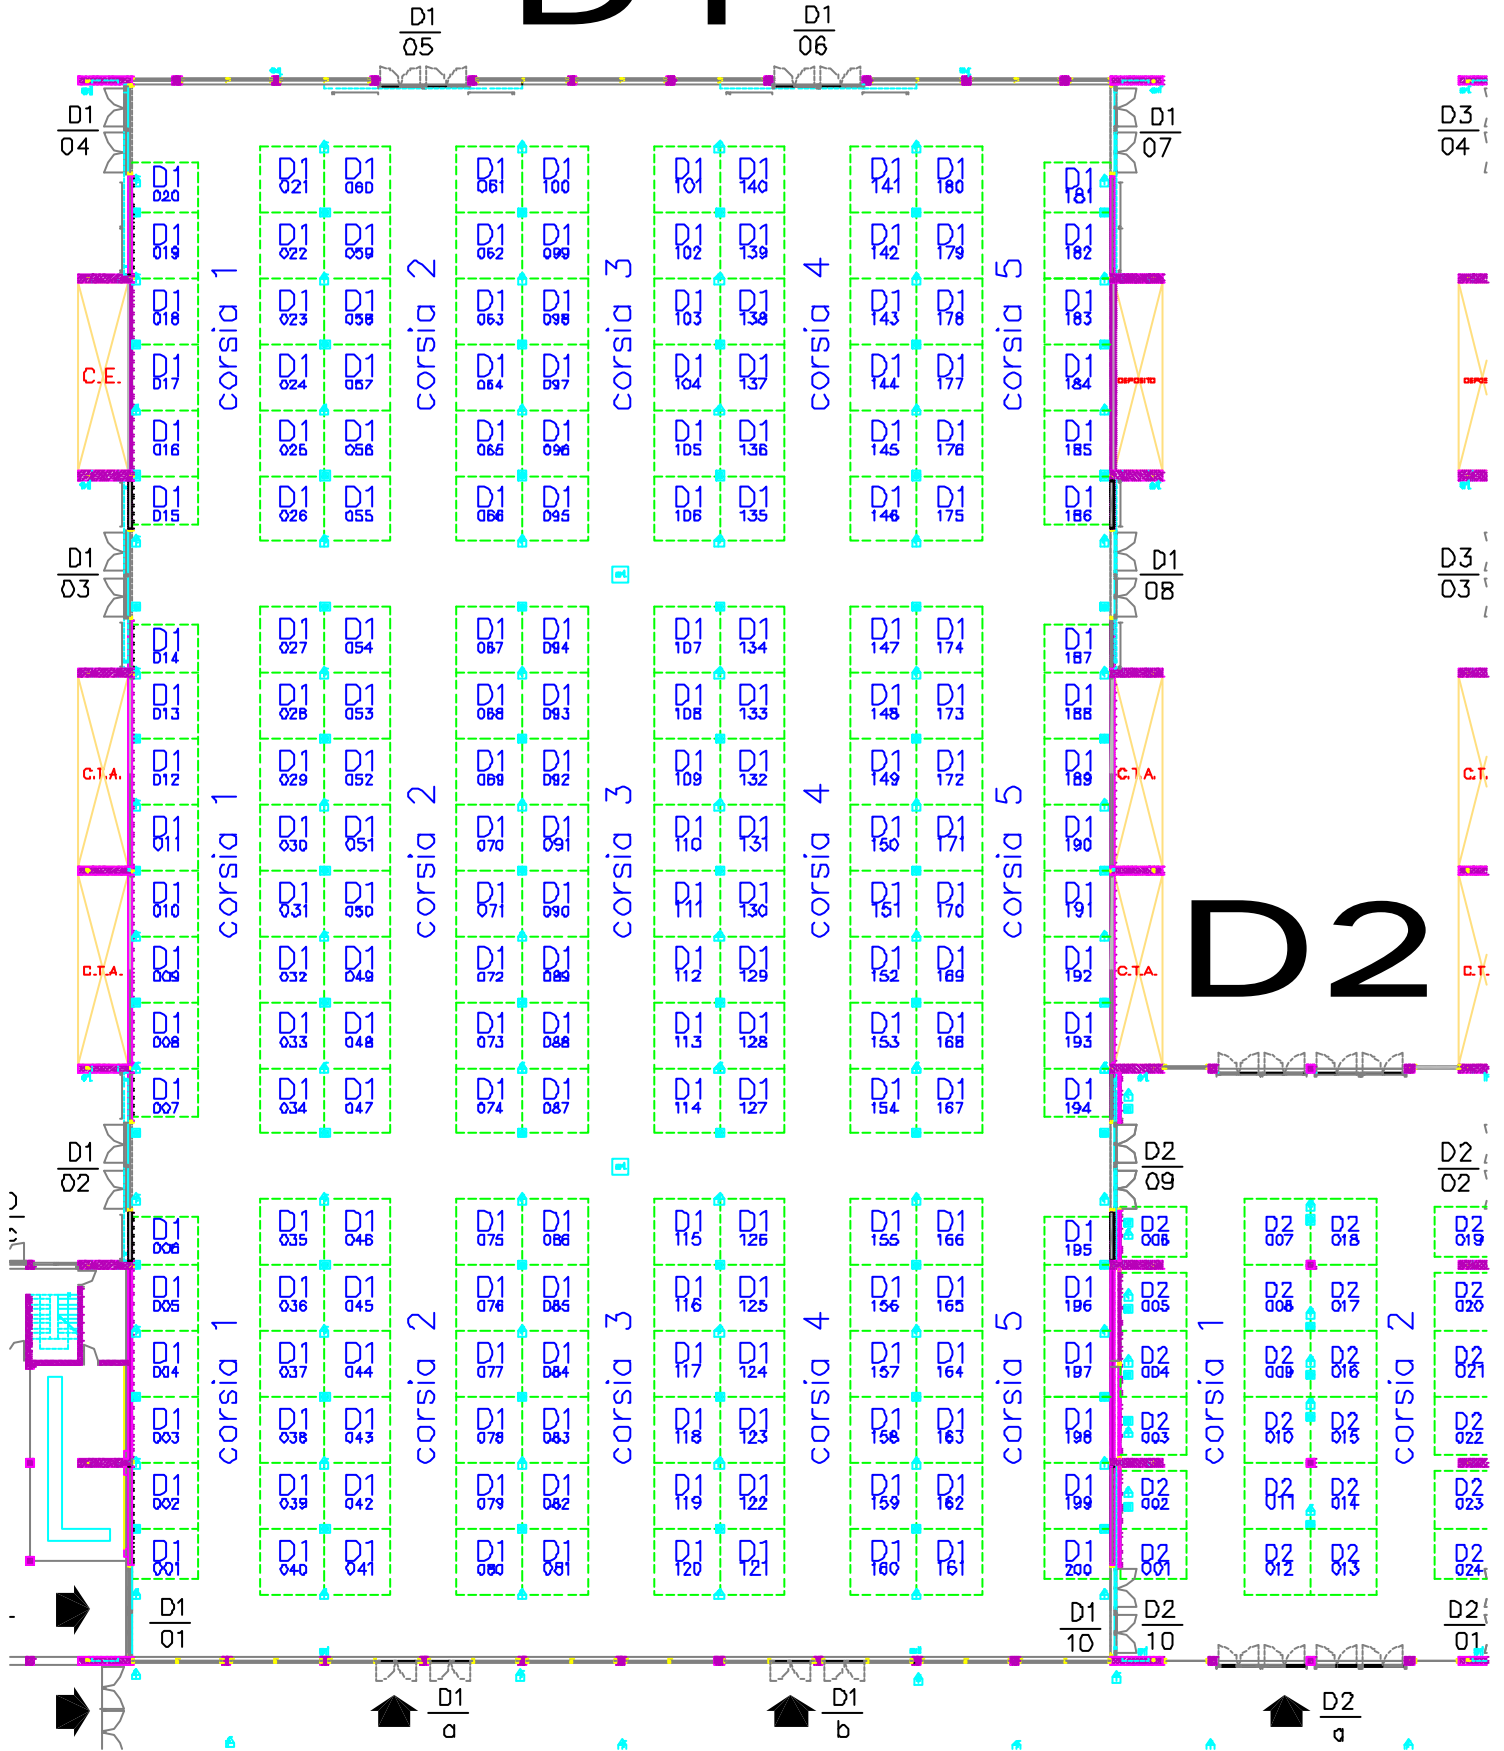 D1
D1
05
D1
06
D1
04
D1
07
D3
04
D1 020
D1 021
D1 060
D1 061
D1 100
D1 101
D1 140
D1 141
D1 180
D1 181
D1 019
D1 022
D1 059
D1 062
D1 099
D1 102
D1 139
D1 142
D1 179
D1 182
D1 018
D1 023
D1 058
D1 063
D1 098
D1 103
D1 138
D1 143
D1 178
D1 183
corsia 1
corsia 2
corsia 3
corsia 4
corsia 5
C.E.
DEPOSITO
D1 017
D1 024
D1 057
D1 064
D1 097
D1 104
D1 137
D1 144
D1 177
D1 184
D1 016
D1 025
D1 056
D1 065
D1 096
D1 105
D1 136
D1 145
D1 176
D1 185
D1 015
D1 026
D1 055
D1 066
D1 095
D1 106
D1 135
D1 146
D1 175
D1 186
D1
03
D1
08
D3
03
D1 014
D1 027
D1 054
D1 067
D1 094
D1 107
D1 134
D1 147
D1 174
D1 187
D1 013
D1 028
D1 053
D1 068
D1 093
D1 108
D1 133
D1 148
D1 173
D1 188
C.T.A.
D1 012
D1 029
D1 052
D1 069
D1 092
D1 109
D1 132
D1 149
D1 172
D1 189
C.T.A.
C.T.
D1 011
D1 030
D1 051
D1 070
D1 091
D1 110
D1 131
D1 150
D1 171
D1 190
corsia 1
corsia 2
corsia 3
corsia 4
corsia 5
D1 010
D1 031
D1 050
D1 071
D1 090
D1 111
D1 130
D1 151
D1 170
D1 191
D2
C.T.A.
D1 009
D1 032
D1 049
D1 072
D1 089
D1 112
D1 129
D1 152
D1 169
D1 192
C.T.A.
C.T.
D1 008
D1 033
D1 048
D1 073
D1 088
D1 113
D1 128
D1 153
D1 168
D1 193
D1 007
D1 034
D1 047
D1 074
D1 087
D1 114
D1 127
D1 154
D1 167
D1 194
D1
02
D2
09
D2
02
D1 006
D1 035
D1 046
D1 075
D1 086
D1 115
D1 126
D1 155
D1 166
D1 195
D2 006
D2 007
D2 018
D2 019
D1 005
D1 036
D1 045
D1 076
D1 085
D1 116
D1 125
D1 156
D1 165
D1 196
D2 005
D2 008
D2 017
D2 020
corsia 1
corsia 2
corsia 3
corsia 4
corsia 5
corsia 1
corsia 2
D1 004
D1 037
D1 044
D1 077
D1 084
D1 117
D1 124
D1 157
D1 164
D1 197
D2 004
D2 009
D2 016
D2 021
D1 003
D1 038
D1 043
D1 078
D1 083
D1 118
D1 123
D1 158
D1 163
D1 198
D2 003
D2 010
D2 015
D2 022
D1 002
D1 039
D1 042
D1 079
D1 082
D1 119
D1 122
D1 159
D1 162
D1 199
D2 002
D2 011
D2 014
D2 023
D1 001
D1 040
D1 041
D1 080
D1 081
D1 120
D1 121
D1 160
D1 161
D1 200
D2 001
D2 012
D2 013
D2 024
D1
01
D1
10
D2
10
D2
01
D1
a
D1
b
D2
a